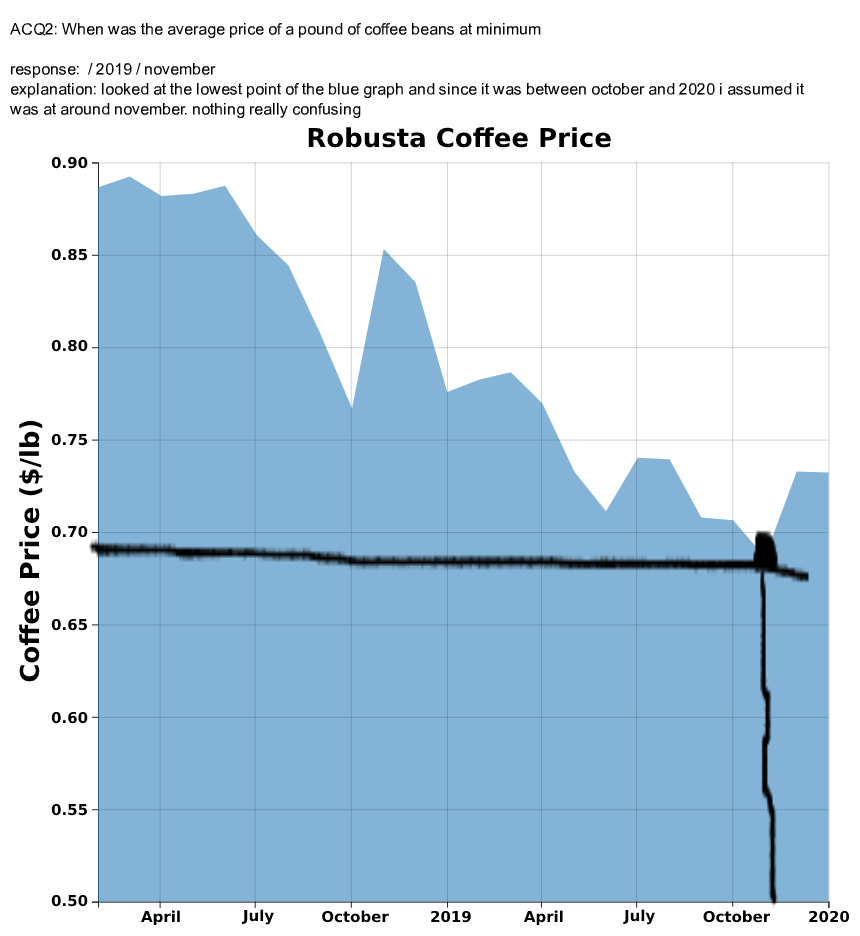 ACQ2: When was the average price of a pound of coffee beans at minimum
response:  / 2019 / november
explanation: looked at the lowest point of the blue graph and since it was between october and 2020 i assumed it
was at around november. nothing really confusing
Robusta Coffee Price
Coffee Price ($/lb)
0.90
0.85
0.80
0.75
0.70
0.65
0.60
0.55
0.50
April July October 2019 April July October 2020